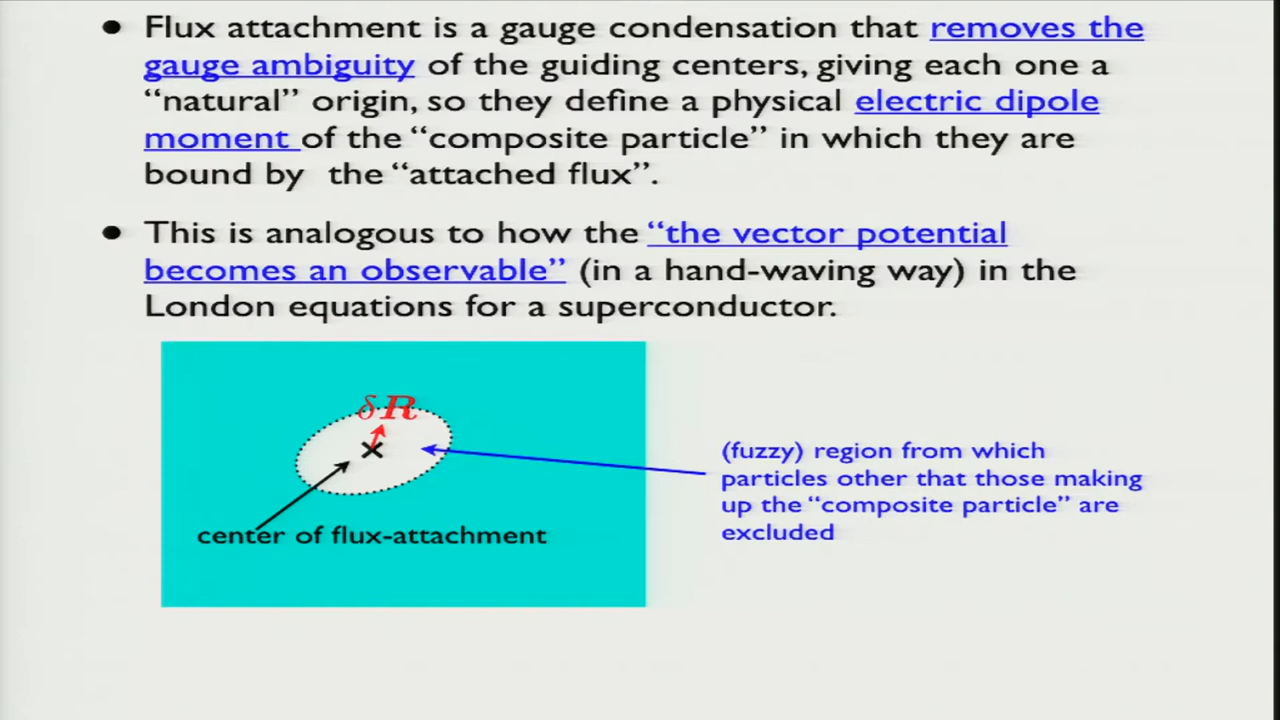 • Flux attachment is a gauge condensation that removes the
gauge ambiguity of the guiding centers, giving each one a
“natural” origin, so they define a physical electric dipole
moment of the “composite particle” in which they are
bound by the “attached flux”.
• This is analogous to how the “the vector potential
becomes an observable” (in a hand-waving way) in the
London equations for a superconductor.
δR
(fuzzy) region from which
particles other that those making
up the “composite particle” are
excluded
center of flux-attachment